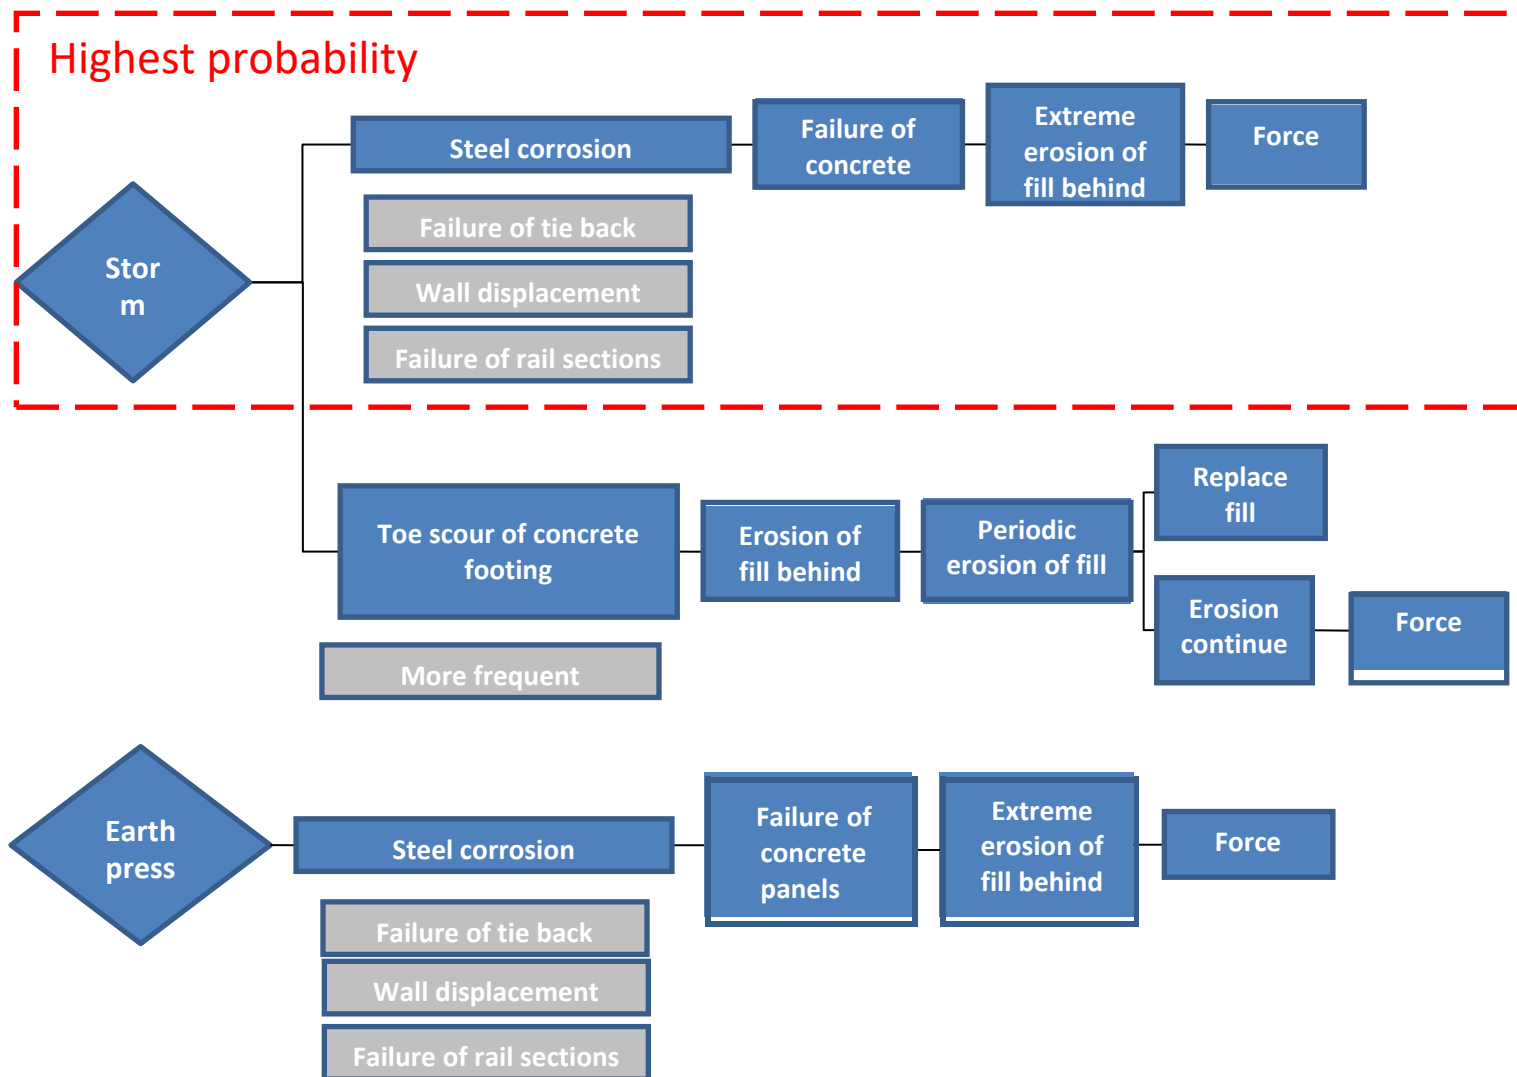 Highest probability
Stor
m
Steel corrosion
Failure of
concrete
Extreme
erosion of
fill behind
Force
Failure of tie back
Wall displacement
Failure of rail sections
Toe scour of concrete
footing
Erosion of
fill behind
Periodic
erosion of fill
Replace
fill
Erosion
continue
Force
More frequent
Earth
press
Steel corrosion
Failure of
concrete
panels
Extreme
erosion of
fill behind
Force
Failure of tie back
Wall displacement
Failure of rail sections